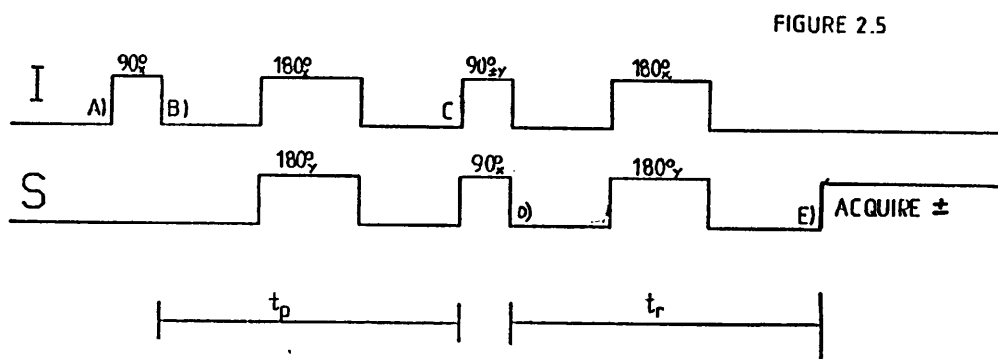 FIGURE 2.5
I
90°x 180°x 90°±y 180°x
A) B) C
S
180°y 90°x 180°y
D) E) ACQUIRE ±
tp tr